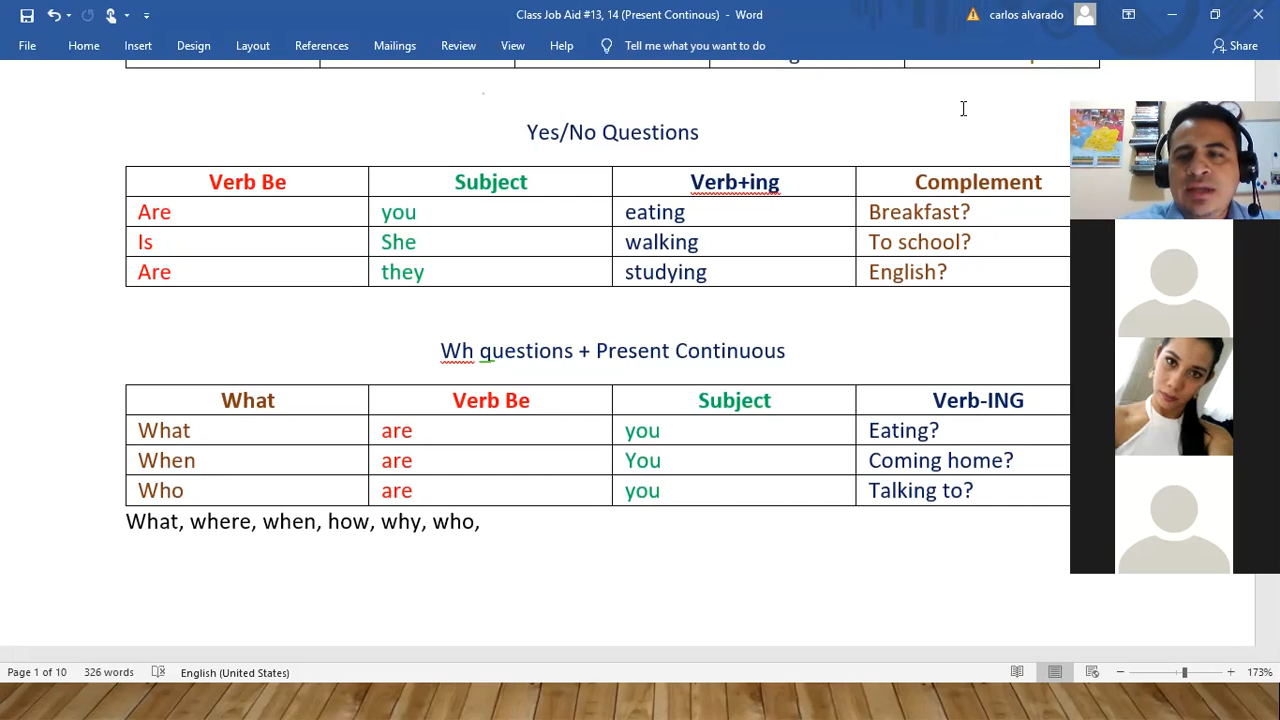 Class Job Aid #13, 14 (Present Continous) - Word
carlos alvarado
File Home Insert Design Layout References Mailings Review View Help Tell me what you want to do Share
Yes/No Questions
Verb Be Subject Verb+ing Complement
Are you eating Breakfast?
Is She walking To school?
Are they studying English?
Wh questions + Present Continuous
What Verb Be Subject Verb-ING
What are you Eating?
When are You Coming home?
Who are you Talking to?
What, where, when, how, why, who,
Page 1 of 10 326 words English (United States) 173%